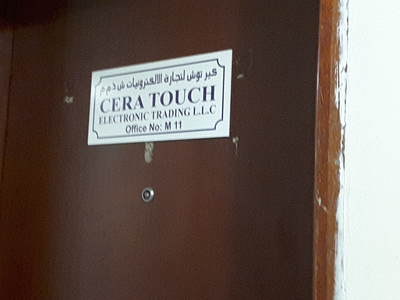 كير توش لتجارة الالكترونيات ش ذ م م
CERA TOUCH
ELECTRONIC TRADING L.L.C
Office No: M 11